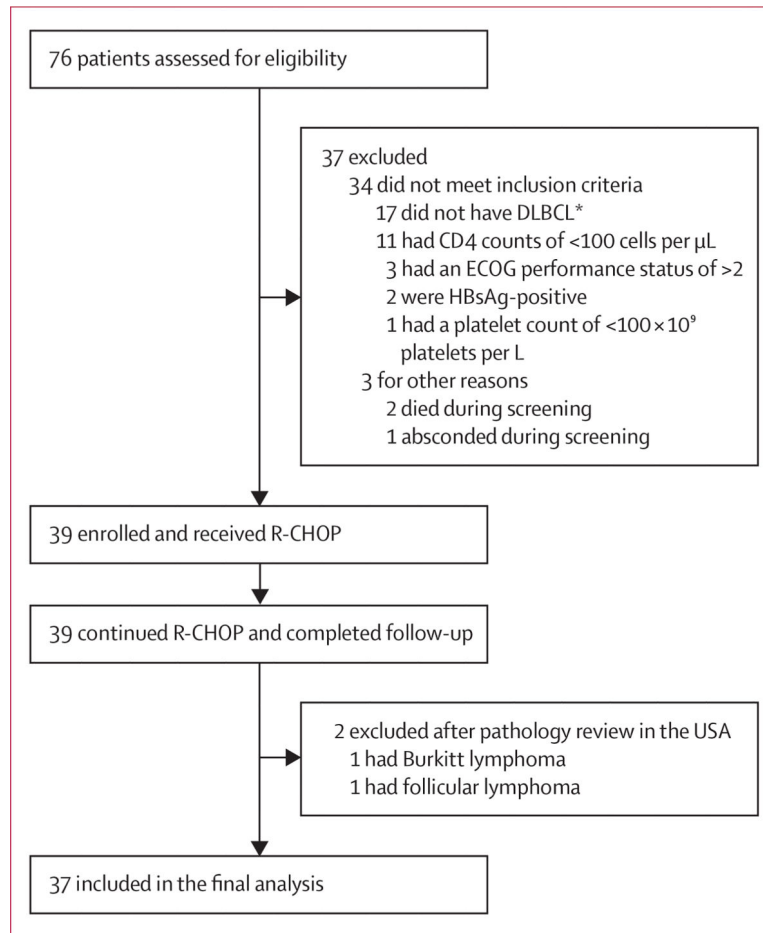 76 patients assessed for eligibility
37 excluded
34 did not meet inclusion criteria
17 did not have DLBCL*
11 had CD4 counts of <100 cells per μL
3 had an ECOG performance status of >2
2 were HBsAg-positive
1 had a platelet count of <100 × 10⁹
platelets per L
3 for other reasons
2 died during screening
1 absconded during screening
39 enrolled and received R-CHOP
39 continued R-CHOP and completed follow-up
2 excluded after pathology review in the USA
1 had Burkitt lymphoma
1 had follicular lymphoma
37 included in the final analysis